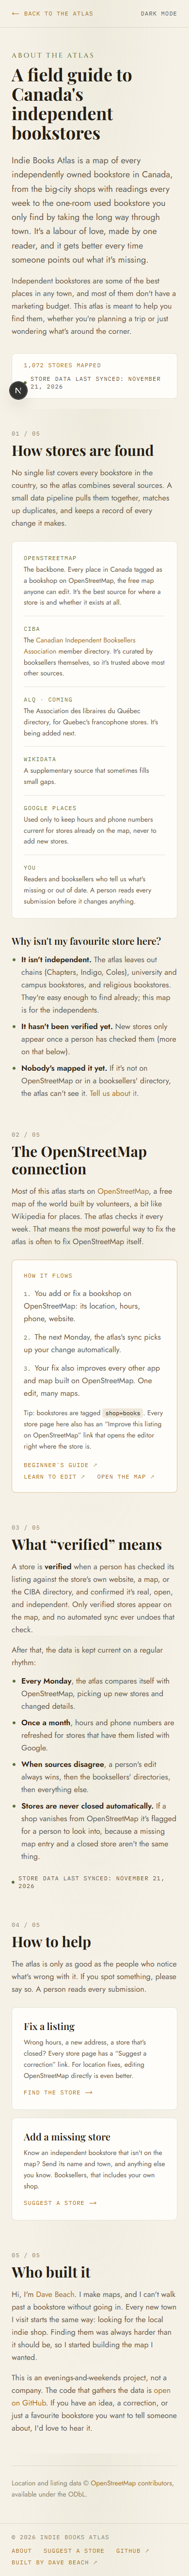 ← BACK TO THE ATLAS
DARK MODE
ABOUT THE ATLAS
A field guide to
Canada's
independent
bookstores
Indie Books Atlas is a map of every
independently owned bookstore in Canada,
from the big-city shops with readings every
week to the one-room used bookstore you
only find by taking the long way through
town. It's a labour of love, made by one
reader, and it gets better every time
someone points out what it's missing.
Independent bookstores are some of the best
places in any town, and most of them don't have a
marketing budget. This atlas is meant to help you
find them, whether you're planning a trip or just
wondering what's around the corner.
1,072 STORES MAPPED
STORE DATA LAST SYNCED: NOVEMBER
21, 2026
N
01 / 05
How stores are found
No single list covers every bookstore in the
country, so the atlas combines several sources. A
small data pipeline pulls them together, matches
up duplicates, and keeps a record of every
change it makes.
OPENSTREETMAP
The backbone. Every place in Canada tagged as
a bookshop on OpenStreetMap, the free map
anyone can edit. It's the best source for where a
store is and whether it exists at all.
CIBA
The Canadian Independent Booksellers
Association member directory. It's curated by
booksellers themselves, so it's trusted above most
other sources.
ALQ · COMING
The Association des libraires du Québec
directory, for Quebec's francophone stores. It's
being added next.
WIKIDATA
A supplementary source that sometimes fills
small gaps.
GOOGLE PLACES
Used only to keep hours and phone numbers
current for stores already on the map, never to
add new stores.
YOU
Readers and booksellers who tell us what's
missing or out of date. A person reads every
submission before it changes anything.
Why isn't my favourite store here?
• It isn't independent. The atlas leaves out
chains (Chapters, Indigo, Coles), university and
campus bookstores, and religious bookstores.
They're easy enough to find already; this map
is for the independents.
• It hasn't been verified yet. New stores only
appear once a person has checked them (more
on that below).
• Nobody's mapped it yet. If it's not on
OpenStreetMap or in a booksellers' directory,
the atlas can't see it. Tell us about it.
02 / 05
The OpenStreetMap
connection
Most of this atlas starts on OpenStreetMap, a free
map of the world built by volunteers, a bit like
Wikipedia for places. The atlas checks it every
week. That means the most powerful way to fix the
atlas is often to fix OpenStreetMap itself.
HOW IT FLOWS
1. You add or fix a bookshop on
OpenStreetMap: its location, hours,
phone, website.
2. The next Monday, the atlas's sync picks
up your change automatically.
3. Your fix also improves every other app
and map built on OpenStreetMap. One
edit, many maps.
Tip: bookstores are tagged shop=books. Every
store page here also has an “Improve this listing
on OpenStreetMap” link that opens the editor
right where the store is.
BEGINNER'S GUIDE ↗
LEARN TO EDIT ↗ OPEN THE MAP ↗
03 / 05
What “verified” means
A store is verified when a person has checked its
listing against the store's own website, a map, or
the CIBA directory, and confirmed it's real, open,
and independent. Only verified stores appear on
the map, and no automated sync ever undoes that
check.
After that, the data is kept current on a regular
rhythm:
• Every Monday, the atlas compares itself with
OpenStreetMap, picking up new stores and
changed details.
• Once a month, hours and phone numbers are
refreshed for stores that have them listed with
Google.
• When sources disagree, a person's edit
always wins, then the booksellers' directories,
then everything else.
• Stores are never closed automatically. If a
shop vanishes from OpenStreetMap it's flagged
for a person to look into, because a missing
map entry and a closed store aren't the same
thing.
STORE DATA LAST SYNCED: NOVEMBER 21,
2026
04 / 05
How to help
The atlas is only as good as the people who notice
what's wrong with it. If you spot something, please
say so. A person reads every submission.
Fix a listing
Wrong hours, a new address, a store that's
closed? Every store page has a “Suggest a
correction” link. For location fixes, editing
OpenStreetMap directly is even better.
FIND THE STORE →
Add a missing store
Know an independent bookstore that isn't on the
map? Send its name and town, and anything else
you know. Booksellers, that includes your own
shop.
SUGGEST A STORE →
05 / 05
Who built it
Hi, I'm Dave Beach. I make maps, and I can't walk
past a bookstore without going in. Every new town
I visit starts the same way: looking for the local
indie shop. Finding them was always harder than
it should be, so I started building the map I
wanted.
This is an evenings-and-weekends project, not a
company. The code that gathers the data is open
on GitHub. If you have an idea, a correction, or
just a favourite bookstore you want to tell someone
about, I'd love to hear it.
Location and listing data © OpenStreetMap contributors,
available under the ODbL.
© 2026 INDIE BOOKS ATLAS
ABOUT SUGGEST A STORE GITHUB ↗
BUILT BY DAVE BEACH ↗